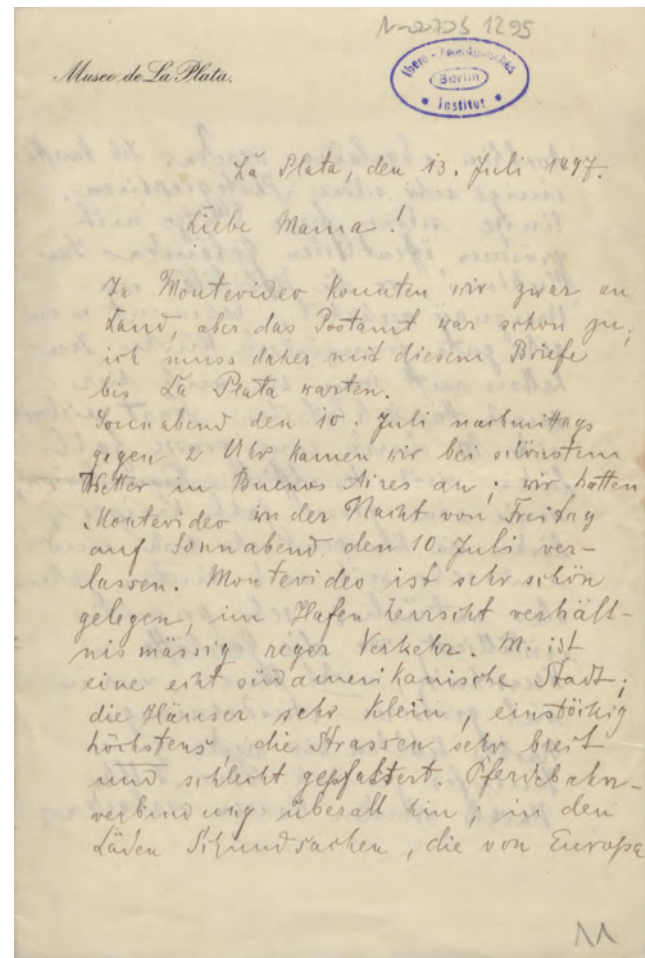 N-0070 b 1295
Museo de La Plata.
Ibero-Amerikanisches
Berlin
Institut
La Plata, den 13. Juli 1897.
Liebe Mama!
In Montevideo konnten wir zwar an
Land, aber das Postamt war schon zu;
ich muss daher mit diesem Briefe
bis La Plata warten.
Sonnabend den 10. Juli nachmittags
gegen 2 Uhr kamen wir bei schönstem
Wetter in Buenos Aires an; wir hatten
Montevideo in der Nacht von Freitag
auf Sonnabend, den 10. Juli ver-
lassen. Montevideo ist sehr schön
gelegen, im Hafen herrscht verhält-
nismässig reger Verkehr. M. ist
eine echt südamerikanische Stadt;
die Häuser sehr klein, einstöckig
höchstens, die Strassen sehr breit
und schlecht gepflastert. Pferdebahn-
verbindung überall hin; in den
Läden Schundsachen, die von Europa